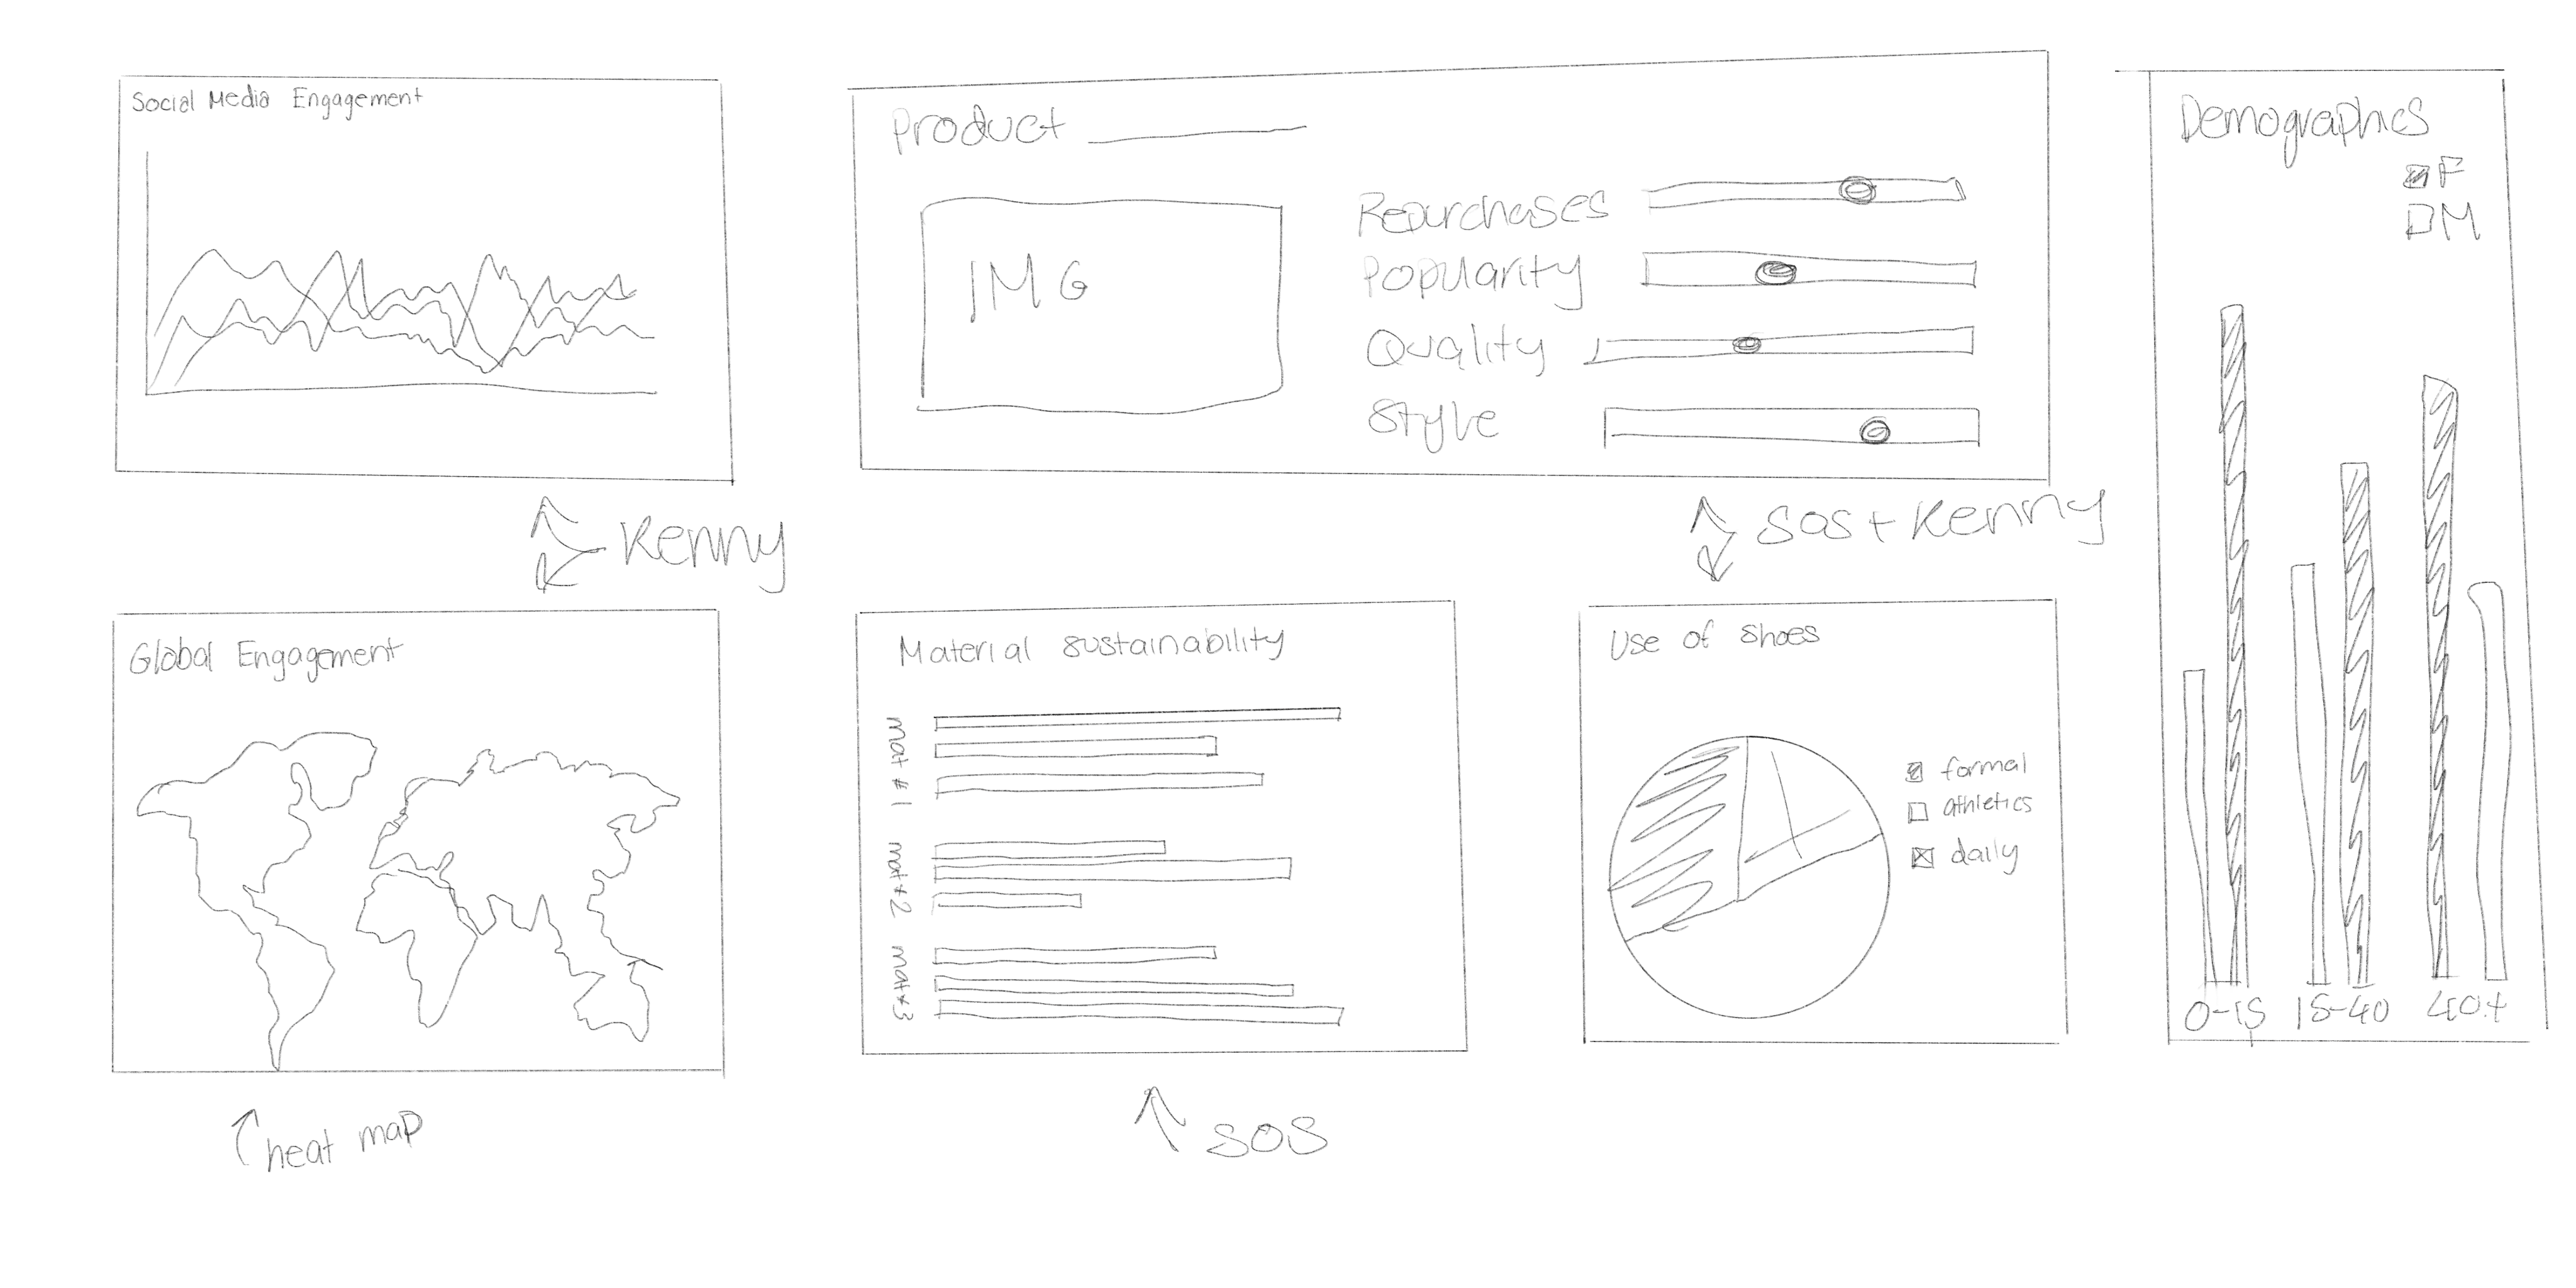 Social Media Engagement
Product
IMG
Repurchases
Popularity
Quality
Style
Demographics
F
M
0-15
15-40
40+
Kenny
Sos + Kenny
Global Engagement
heat map
Material sustainability
mat #1
mat #2
mat #3
SOS
Use of Shoes
formal
athletics
daily